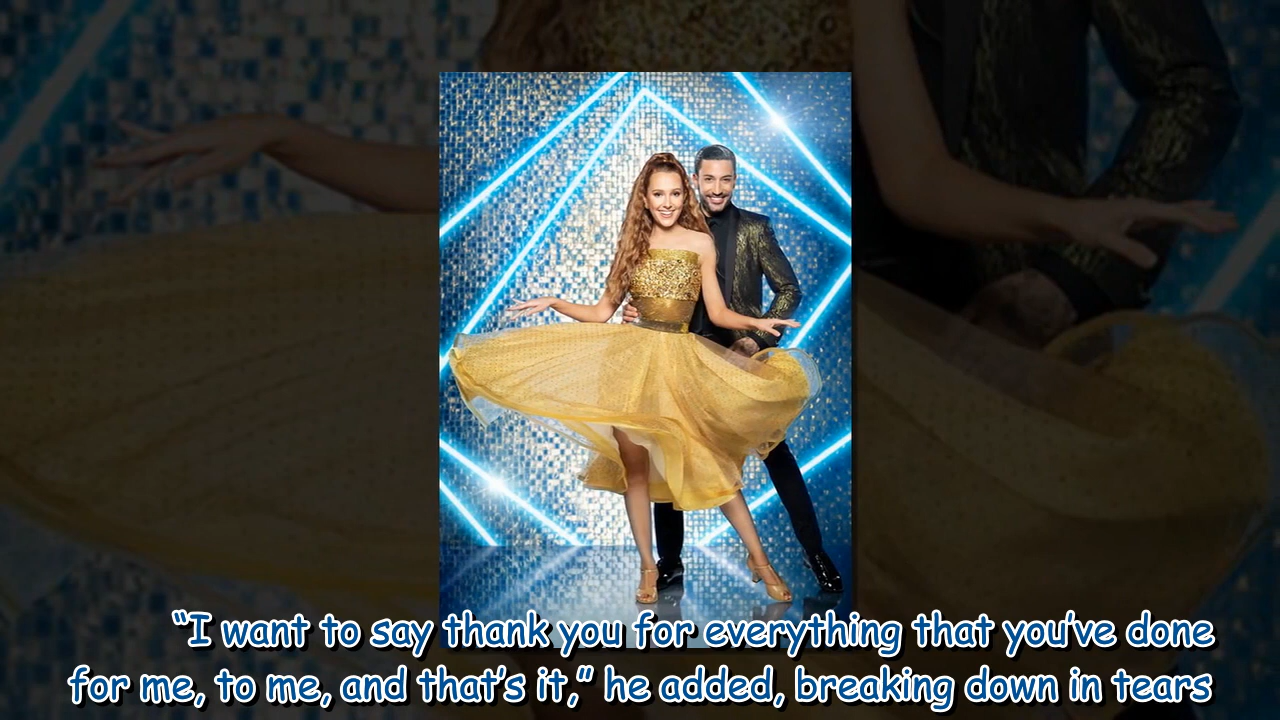 “I want to say thank you for everything that you’ve done
for me, to me, and that’s it,” he added, breaking down in tears